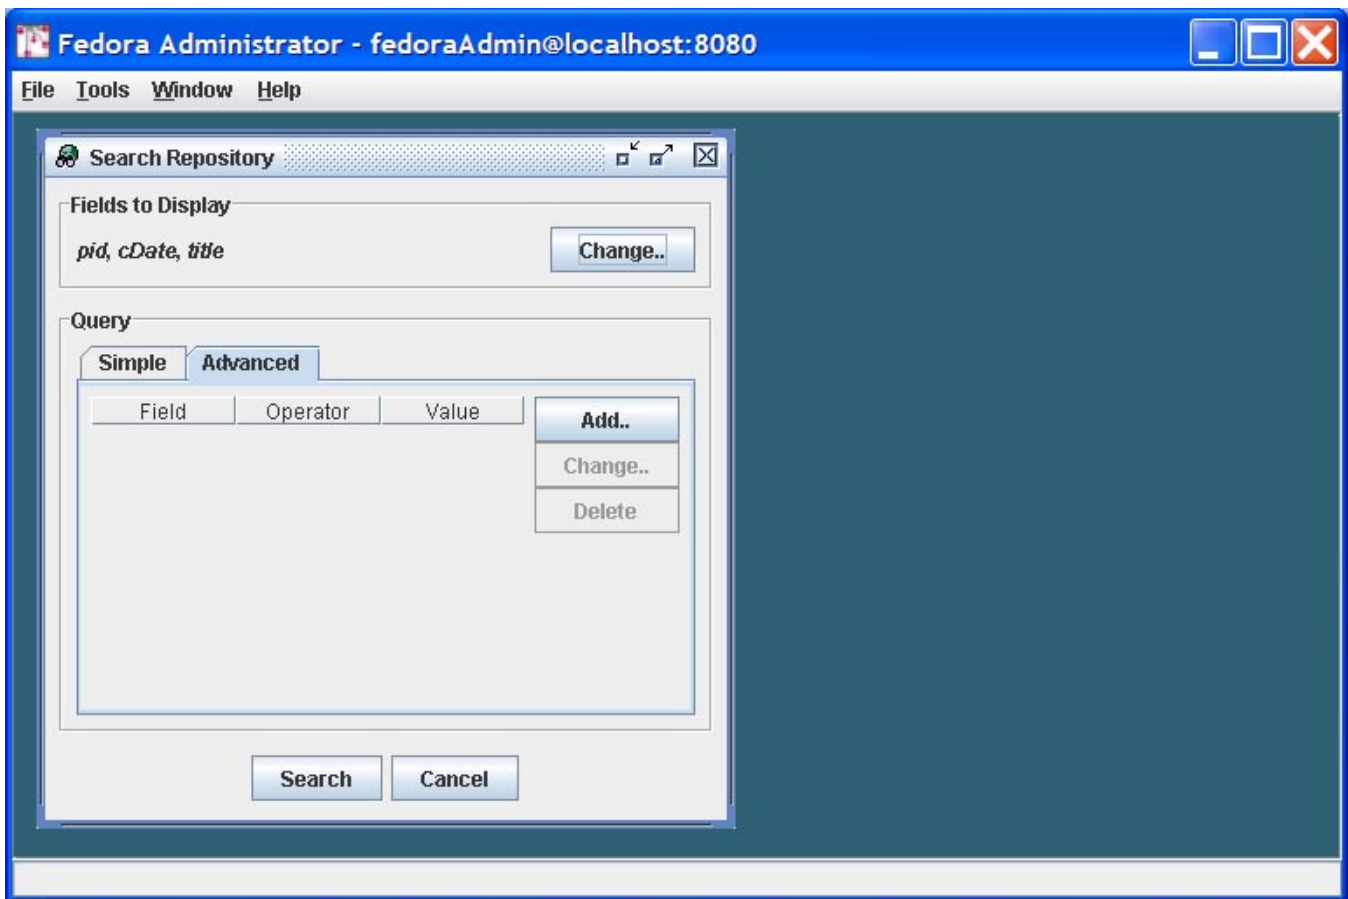 Fedora Administrator - fedoraAdmin@localhost:8080
File Tools Window Help
Search Repository
Fields to Display
pid, cDate, title
Change..
Query
Simple Advanced
Field Operator Value
Add..
Change..
Delete
Search Cancel